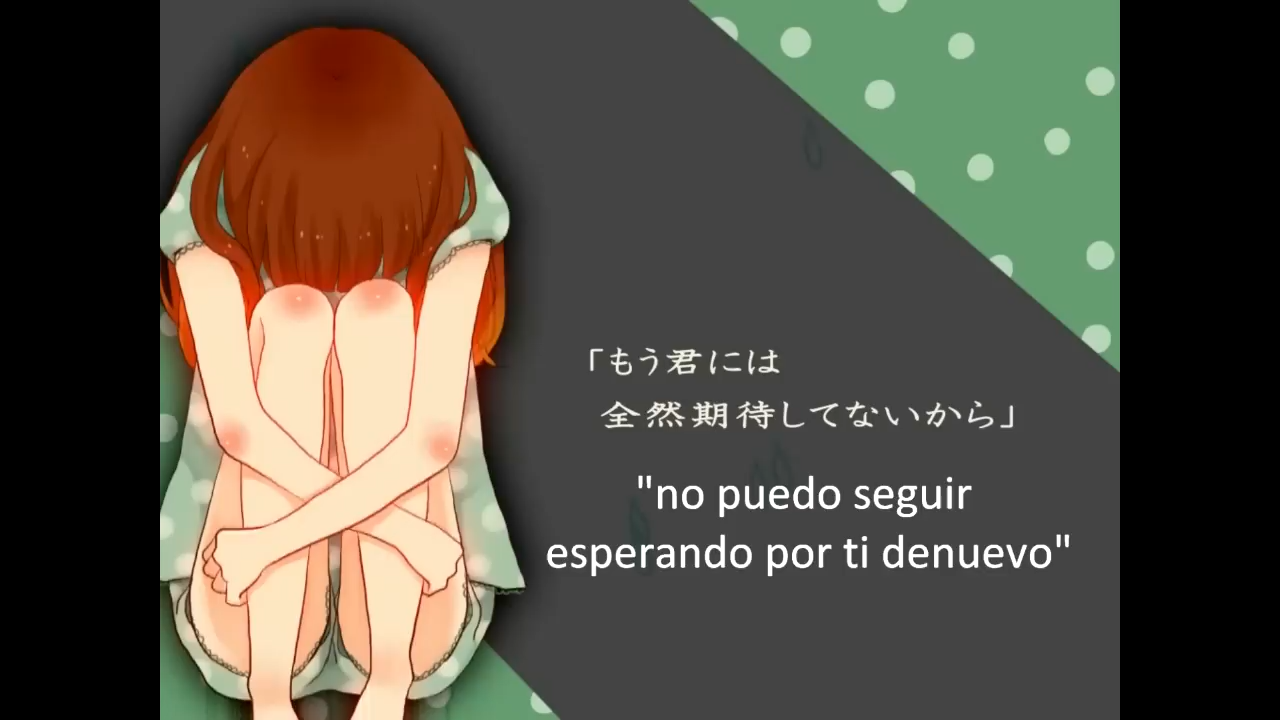 「もう君には
全然期待してないから」
"no puedo seguir
esperando por ti denuevo"